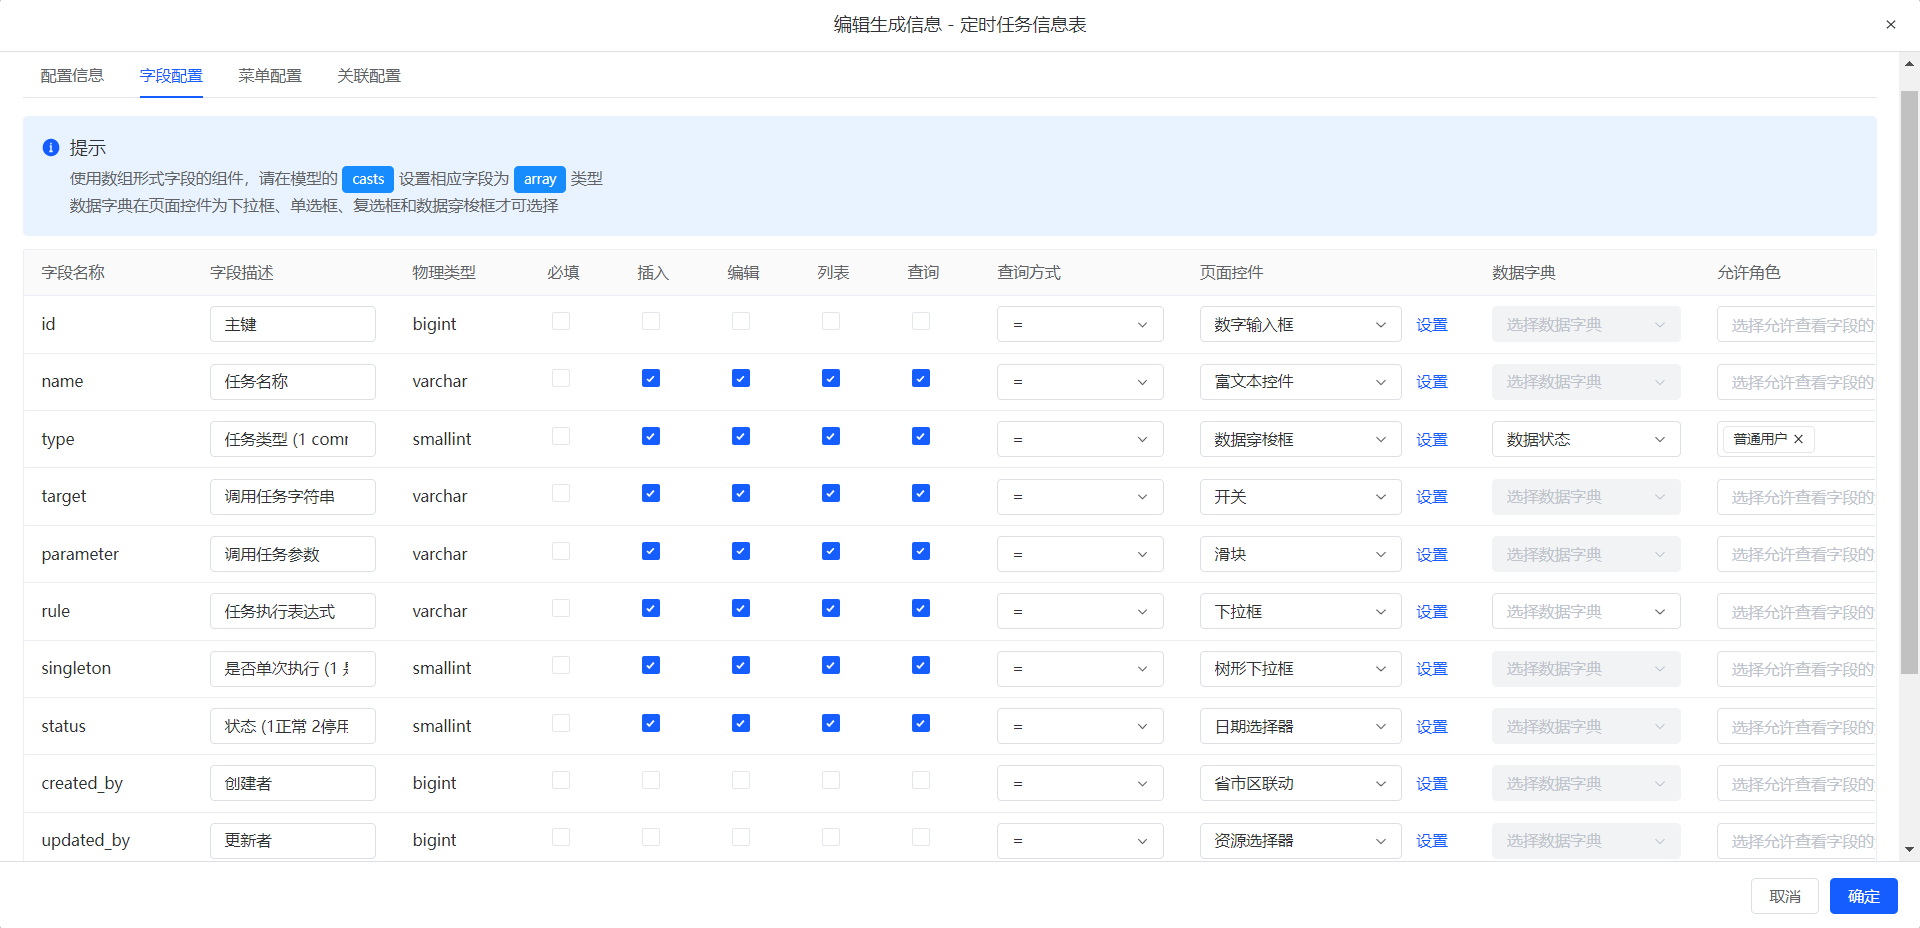 编辑生成信息 - 定时任务信息表
配置信息 字段配置 菜单配置 关联配置
提示
使用数组形式字段的组件，请在模型的 casts 设置相应字段为 array 类型
数据字典在页面控件为下拉框、单选框、复选框和数据穿梭框才可选择
字段名称 字段描述 物理类型 必填 插入 编辑 列表 查询 查询方式 页面控件 数据字典 允许角色
id 主键 bigint = 数字输入框 设置 选择数据字典 选择允许查看字段的
name 任务名称 varchar = 富文本控件 设置 选择数据字典 选择允许查看字段的
type 任务类型 (1 com smallint = 数据穿梭框 设置 数据状态 普通用户
target 调用任务字符串 varchar = 开关 设置 选择数据字典 选择允许查看字段的
parameter 调用任务参数 varchar = 滑块 设置 选择数据字典 选择允许查看字段的
rule 任务执行表达式 varchar = 下拉框 设置 选择数据字典 选择允许查看字段的
singleton 是否单次执行 (1 smallint = 树形下拉框 设置 选择数据字典 选择允许查看字段的
status 状态 (1正常 2停用 smallint = 日期选择器 设置 选择数据字典 选择允许查看字段的
created_by 创建者 bigint = 省市区联动 设置 选择数据字典 选择允许查看字段的
updated_by 更新者 bigint = 资源选择器 设置 选择数据字典 选择允许查看字段的
取消 确定